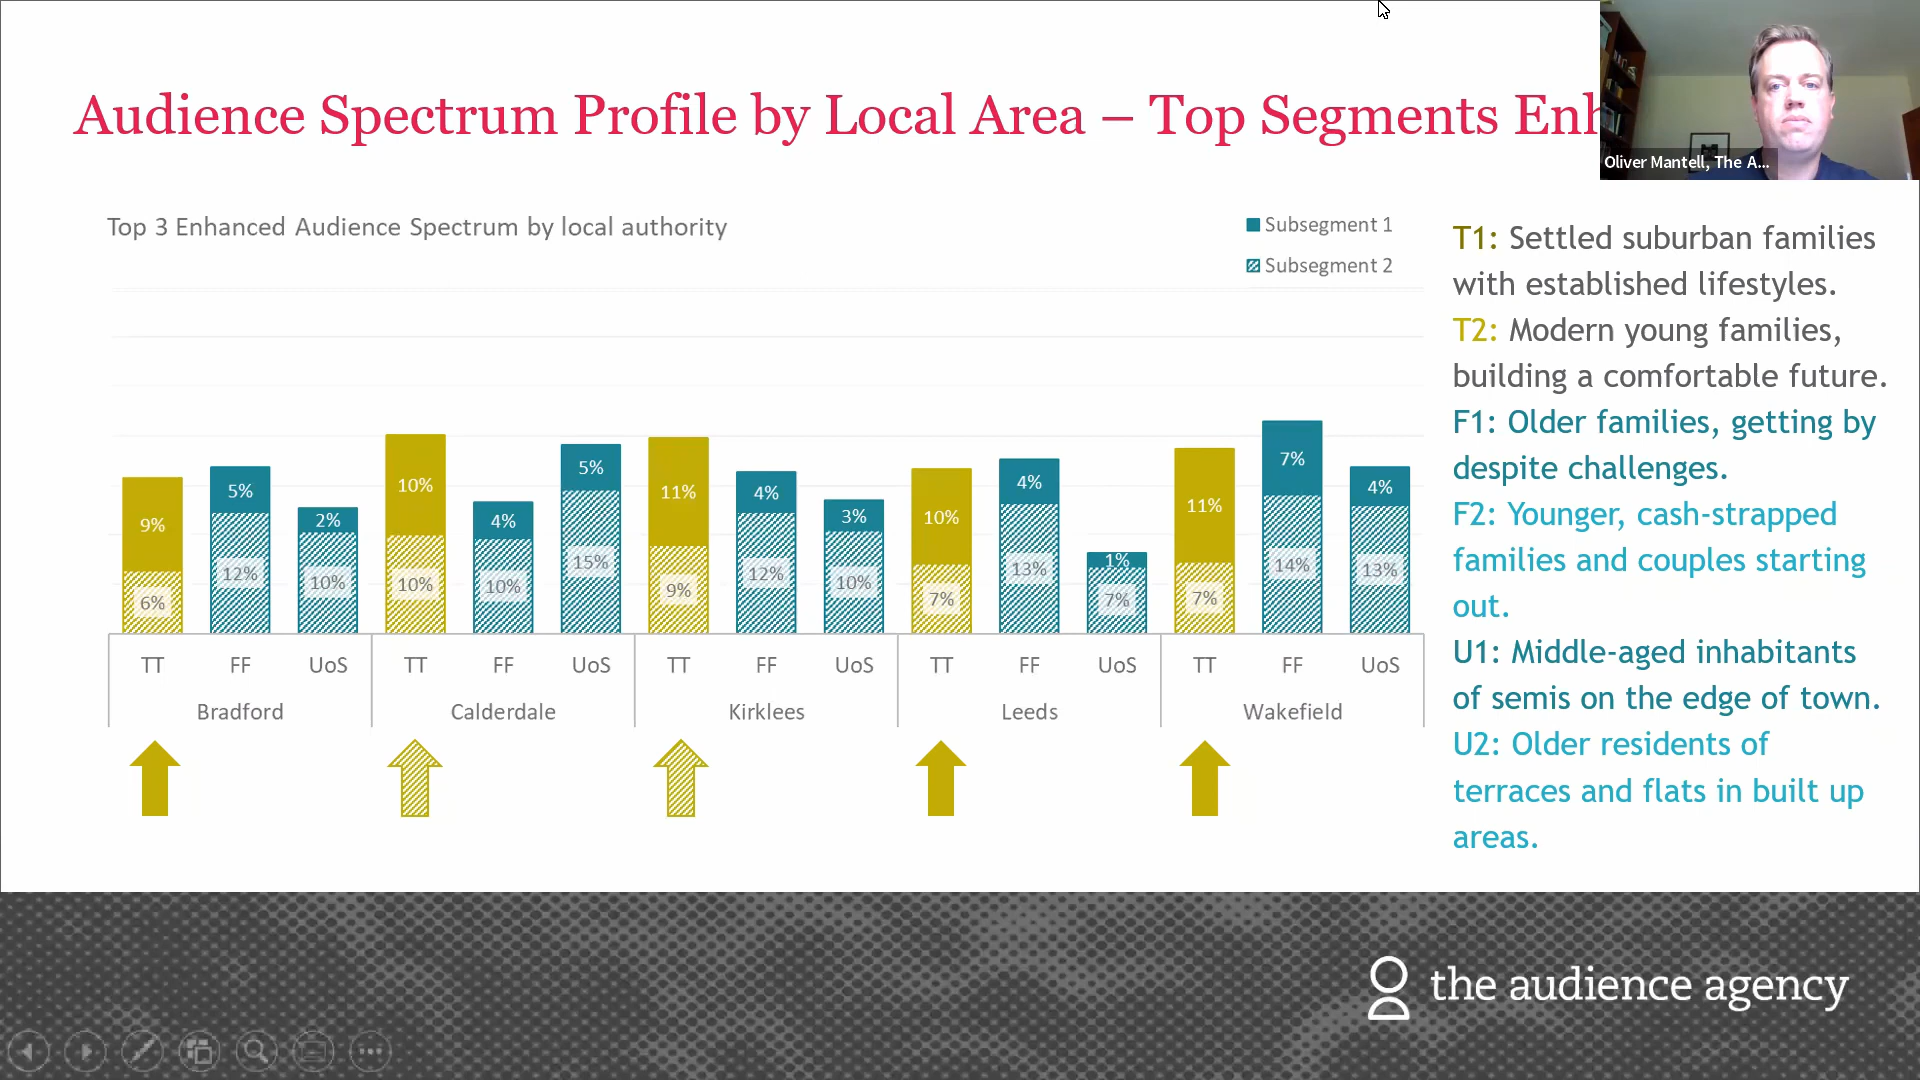 Audience Spectrum Profile by Local Area – Top Segments Enh
Oliver Mantell, The A...
Top 3 Enhanced Audience Spectrum by local authority
Subsegment 1
Subsegment 2
9% 5% 2% 10% 4% 5% 11% 4% 3% 10% 4% 1% 11% 7% 4%
6% 12% 10% 10% 10% 15% 9% 12% 10% 7% 13% 7% 7% 14% 13%
TT FF UoS TT FF UoS TT FF UoS TT FF UoS TT FF UoS
Bradford Calderdale Kirklees Leeds Wakefield
T1: Settled suburban families
with established lifestyles.
T2: Modern young families,
building a comfortable future.
F1: Older families, getting by
despite challenges.
F2: Younger, cash-strapped
families and couples starting
out.
U1: Middle-aged inhabitants
of semis on the edge of town.
U2: Older residents of
terraces and flats in built up
areas.
the audience agency